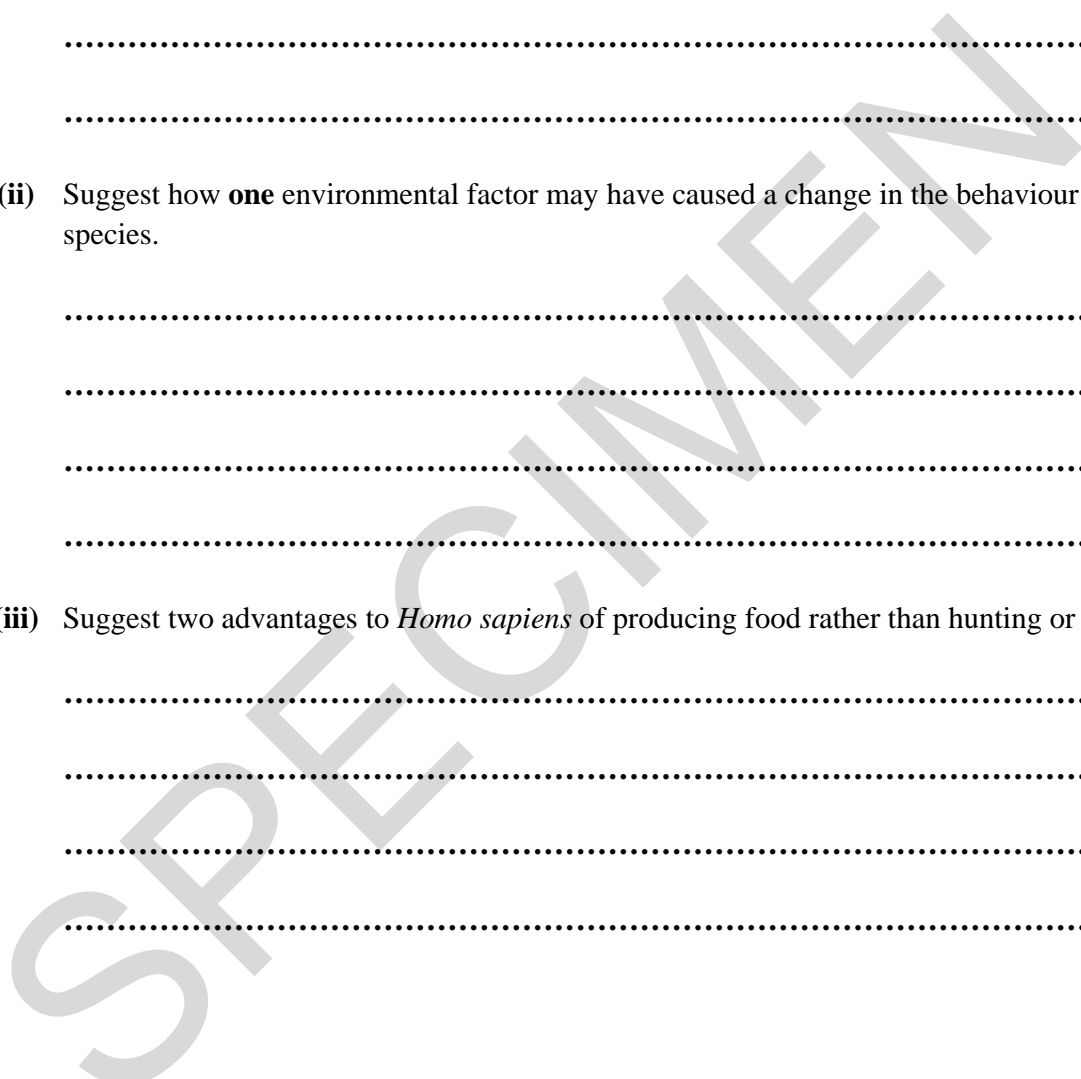 (ii) Suggest how one environmental factor may have caused a change in the behaviour
species.
(iii) Suggest two advantages to Homo sapiens of producing food rather than hunting or
SPECIMEN